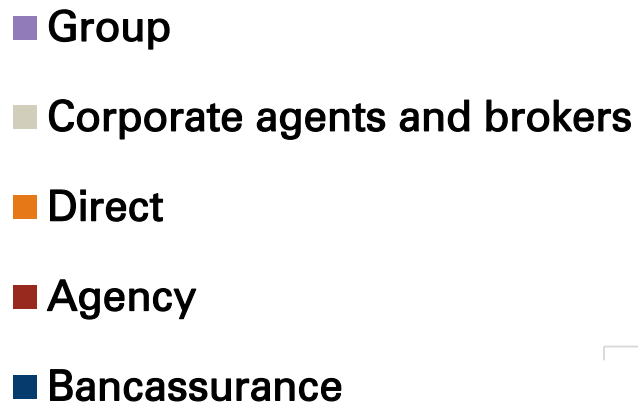 Group
Corporate agents and brokers
Direct
Agency
Bancassurance